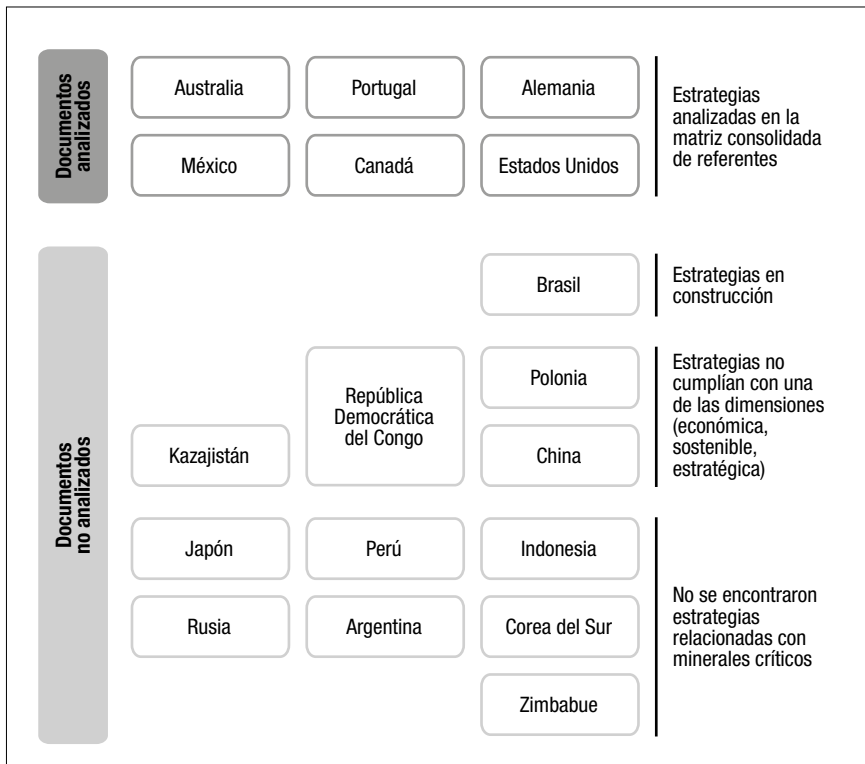 Documentos
analizados
Australia
Portugal
Alemania
México
Canadá
Estados Unidos
Estrategias
analizadas en la
matriz consolidada
de referentes
Documentos
no analizados
Brasil
Estrategias en
construcción
Kazajistán
República
Democrática
del Congo
Polonia
China
Estrategias no
cumplían con una
de las dimensiones
(económica,
sostenible,
estratégica)
Japón
Perú
Indonesia
Rusia
Argentina
Corea del Sur
Zimbabue
No se encontraron
estrategias
relacionadas con
minerales críticos